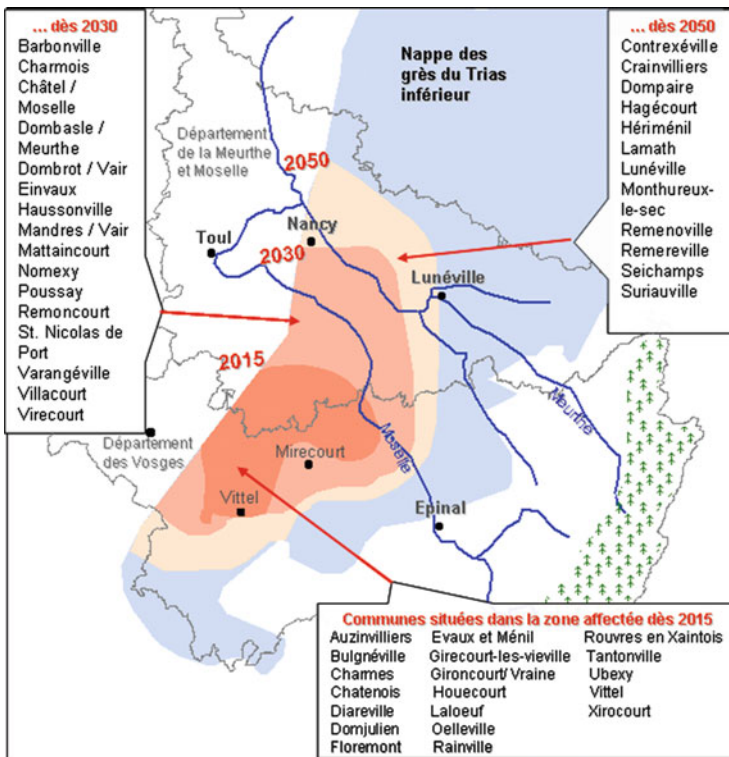 ... dès 2030
Barbonville
Charmois
Châtel /
Moselle
Dombasle /
Meurthe
Dombrot / Vair
Einvaux
Haussonville
Mandres / Vair
Mattaincourt
Nomexy
Poussay
Remoncourt
St. Nicolas de
Port
Varangéville
Villacourt
Virecourt
Nappe des
grès du Trias
inférieur
... dès 2050
Contrexéville
Crainvilliers
Dompaire
Hagécourt
Hériménil
Lamath
Lunéville
Monthureux-
le-sec
Remenoville
Remereville
Seichamps
Suriauville
Département
de la Meurthe
et Moselle
2050
Toul
Nancy
2030
Lunéville
2015
Département
des Vosges
Mirecourt
Moselle
Meurthe
Vittel
Epinal
Communes situées dans la zone affectée dès 2015
Auzinvilliers Evaux et Ménil Rouvres en Xaintois
Bulgnéville Girecourt-les-vieville Tantonville
Charmes Gironcourt/ Vraine Ubexy
Chatenois Houecourt Vittel
Diareville Laloeuf Xirocourt
Domjulien Oelleville
Floremont Rainville